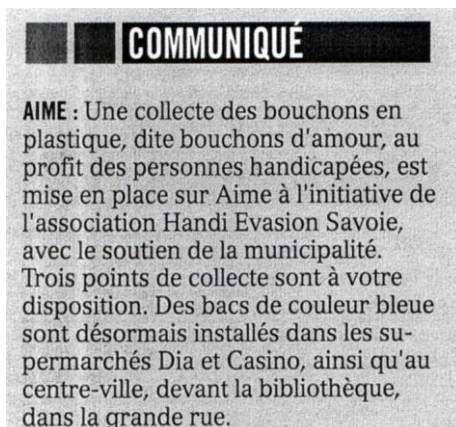 COMMUNIQUÉ
AIME : Une collecte des bouchons en
plastique, dite bouchons d'amour, au
profit des personnes handicapées, est
mise en place sur Aime à l'initiative de
l'association Handi Evasion Savoie,
avec le soutien de la municipalité.
Trois points de collecte sont à votre
disposition. Des bacs de couleur bleue
sont désormais installés dans les su-
permarchés Dia et Casino, ainsi qu'au
centre-ville, devant la bibliothèque,
dans la grande rue.